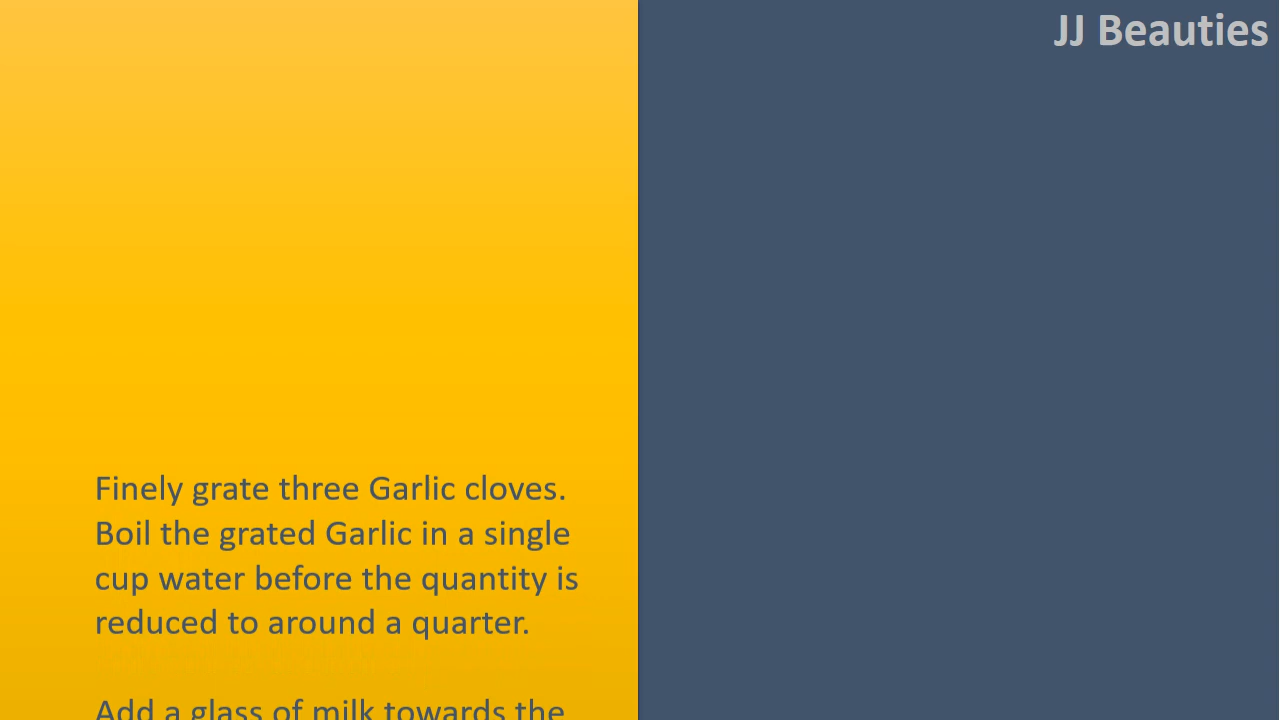 JJ Beauties
Finely grate three Garlic cloves.
Boil the grated Garlic in a single
cup water before the quantity is
reduced to around a quarter.
Add a glass of milk towards the